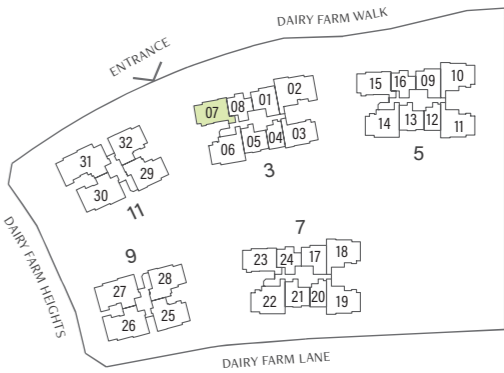 DAIRY FARM WALK
ENTRANCE
07 08 01 02
06 05 04 03
3
15 16 09 10
14 13 12 11
5
31 32
30 29
11
23 24 17 18
22 21 20 19
7
9
27 28
26 25
DAIRY FARM HEIGHTS
DAIRY FARM LANE